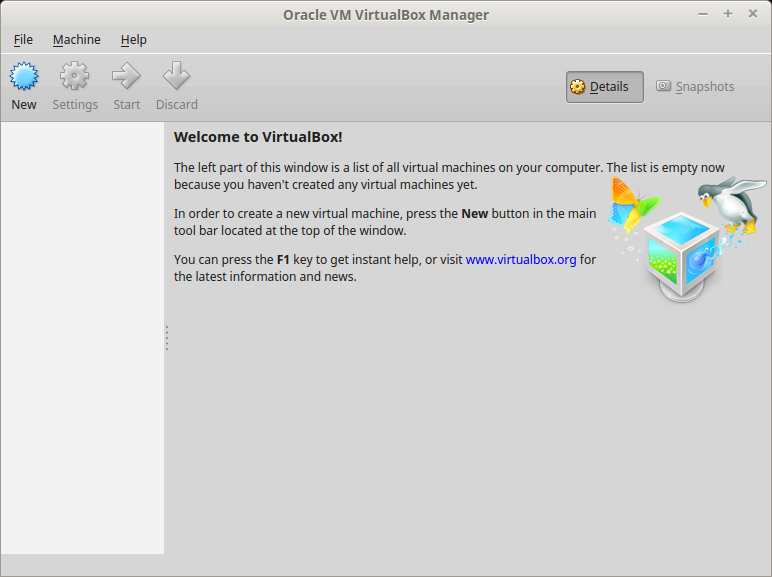 Oracle VM VirtualBox Manager
File Machine Help
New Settings Start Discard
Details Snapshots
Welcome to VirtualBox!
The left part of this window is a list of all virtual machines on your computer. The list is empty now
because you haven't created any virtual machines yet.
In order to create a new virtual machine, press the New button in the main
tool bar located at the top of the window.
You can press the F1 key to get instant help, or visit www.virtualbox.org for
the latest information and news.